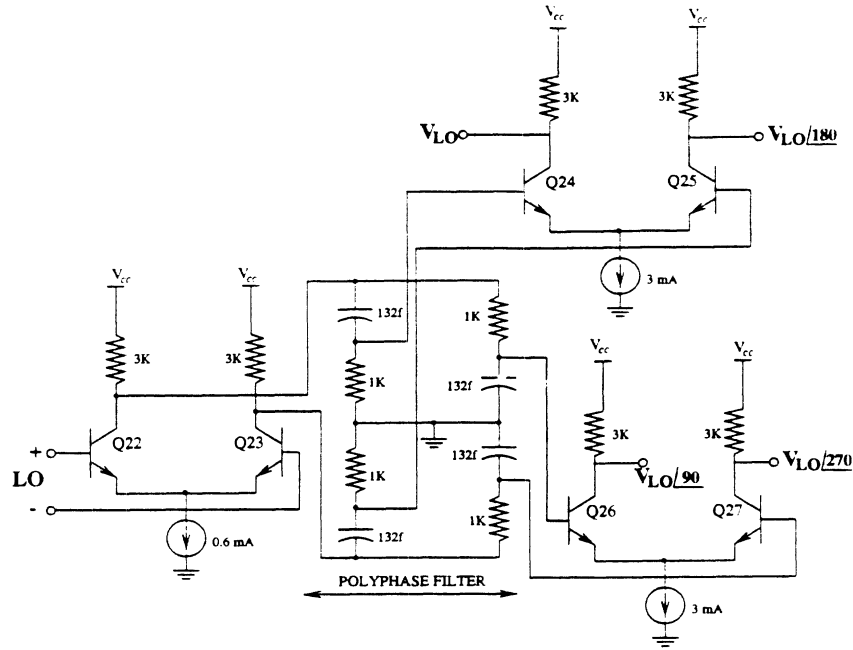 Vcc
Vcc
3K
3K
VLO
VLO/180
Q24
Q25
3 mA
Vcc
Vcc
132f
1K
Vcc
Vcc
3K
3K
1K
132f
3K
3K
Q22
Q23
132f
VLO/90
VLO/270
+
LO
-
1K
132f
1K
Q26
Q27
0.6 mA
POLYPHASE FILTER
3 mA